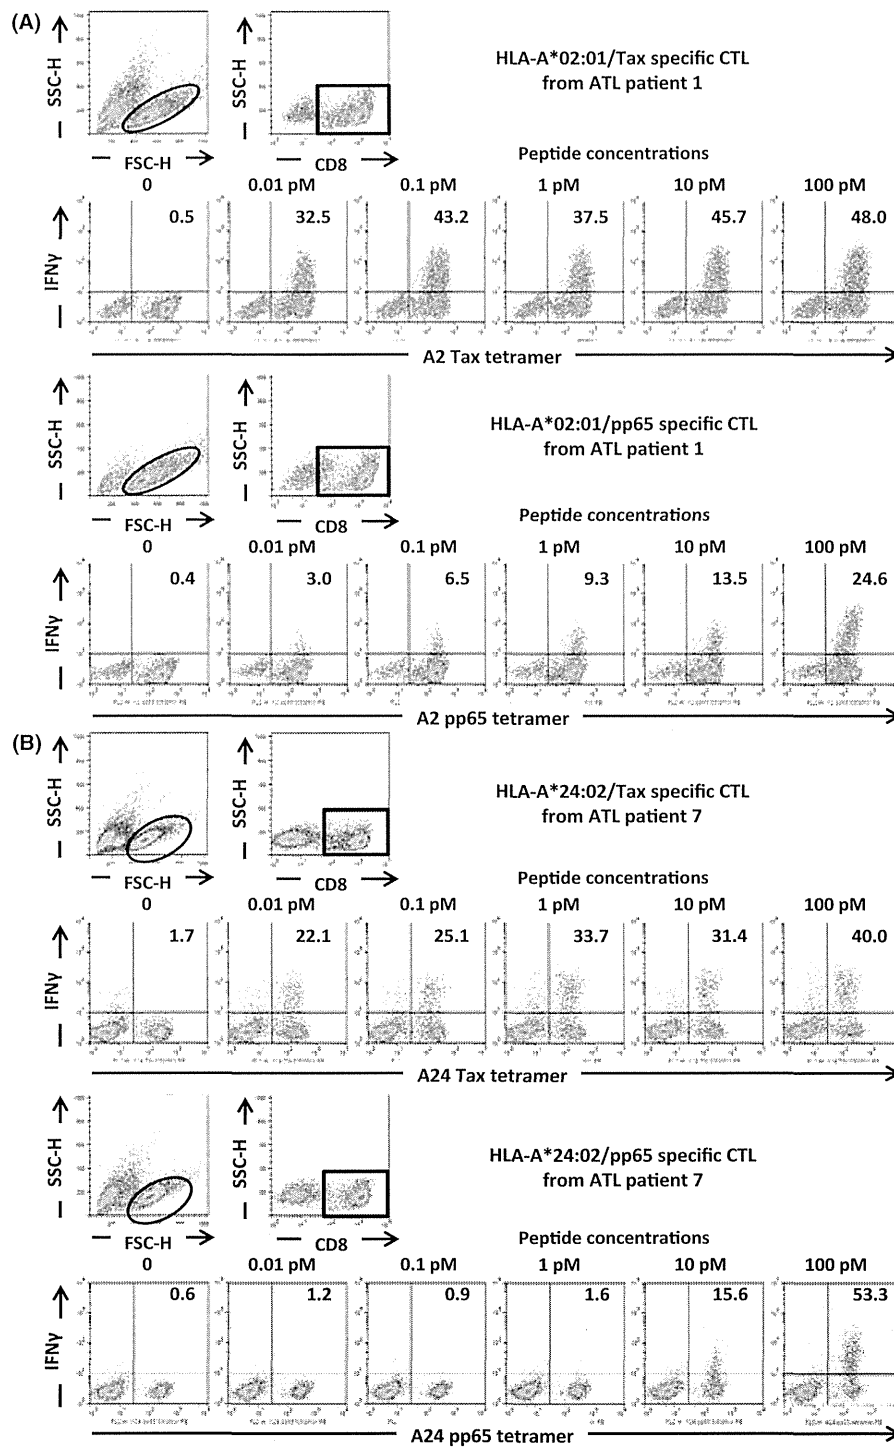 (A)
SSC-H
SSC-H
HLA-A*02:01/Tax specific CTL
from ATL patient 1
FSC-H
CD8
Peptide concentrations
0
0.01 pM
0.1 pM
1 pM
10 pM
100 pM
IFNγ
0.5
32.5
43.2
37.5
45.7
48.0
A2 Tax tetramer
SSC-H
SSC-H
HLA-A*02:01/pp65 specific CTL
from ATL patient 1
FSC-H
CD8
Peptide concentrations
0
0.01 pM
0.1 pM
1 pM
10 pM
100 pM
IFNγ
0.4
3.0
6.5
9.3
13.5
24.6
A2 pp65 tetramer
(B)
SSC-H
SSC-H
HLA-A*24:02/Tax specific CTL
from ATL patient 7
FSC-H
CD8
Peptide concentrations
0
0.01 pM
0.1 pM
1 pM
10 pM
100 pM
IFNγ
1.7
22.1
25.1
33.7
31.4
40.0
A24 Tax tetramer
SSC-H
SSC-H
HLA-A*24:02/pp65 specific CTL
from ATL patient 7
FSC-H
CD8
Peptide concentrations
0
0.01 pM
0.1 pM
1 pM
10 pM
100 pM
IFNγ
0.6
1.2
0.9
1.6
15.6
53.3
A24 pp65 tetramer